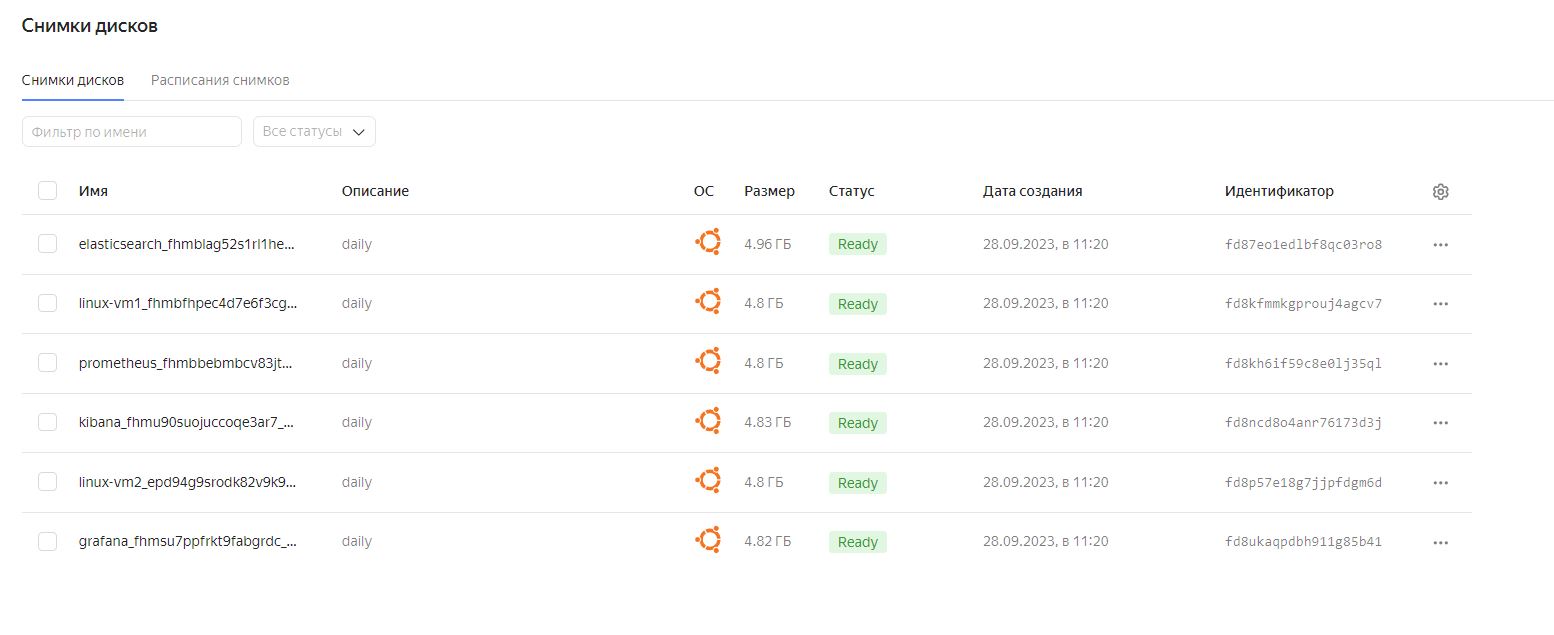 Снимки дисков
Снимки дисков Расписания снимков
Фильтр по имени Все статусы
Имя Описание ОС Размер Статус Дата создания Идентификатор
elasticsearch_fhmblag52s1rl1he... daily 4.96 ГБ Ready 28.09.2023, в 11:20 fd87eo1edlbf8qc03ro8
linux-vm1_fhmbfhpec4d7e6f3cg... daily 4.8 ГБ Ready 28.09.2023, в 11:20 fd8kfmmkgprouj4agcv7
prometheus_fhmbbebmbcv83jt... daily 4.8 ГБ Ready 28.09.2023, в 11:20 fd8kh6if59c8e0lj35ql
kibana_fhmu90suojuccoqe3ar7_... daily 4.83 ГБ Ready 28.09.2023, в 11:20 fd8ncd8o4anr76173d3j
linux-vm2_epd94g9srodk82v9k9... daily 4.8 ГБ Ready 28.09.2023, в 11:20 fd8p57e18g7jjpfdgm6d
grafana_fhmsu7ppfrkt9fabgrdc_... daily 4.82 ГБ Ready 28.09.2023, в 11:20 fd8ukaqpdbh911g85b41